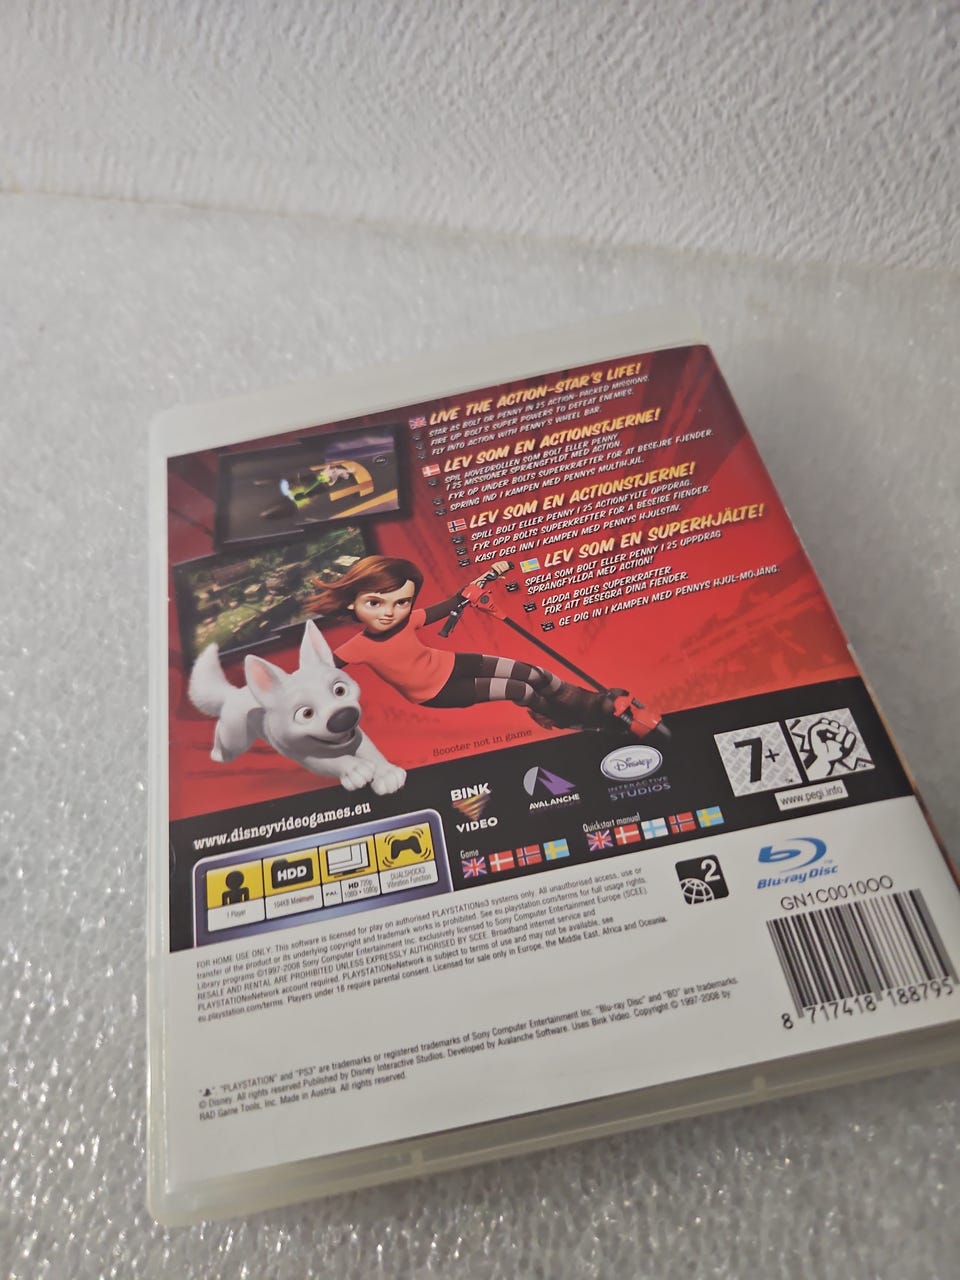 LIVE THE ACTION-STAR'S LIFE!
STAR AS BOLT OR PENNY IN 25 ACTION-PACKED MISSIONS.
FIRE UP BOLT'S SUPER POWERS TO DEFEAT ENEMIES.
FLY INTO ACTION WITH PENNY'S WHEEL BAR.
LEV SOM EN ACTIONSTJERNE!
SPIL HOVEDROLLEN SOM BOLT ELLER PENNY
I 25 MISSIONER SPRÆNGFYLDT MED ACTION.
FYR OP UNDER BOLTS SUPERKRÆFTER FOR AT BESEJRE FJENDER.
SPRING IND I KAMPEN MED PENNYS MULTIHJUL.
LEV SOM EN ACTIONSTJERNE!
SPILL BOLT ELLER PENNY I 25 ACTIONFYLTE OPPDRAG.
FYR OPP BOLTS SUPERKREFTER FOR Å BESEIRE FIENDER.
KAST DEG INN I KAMPEN MED PENNYS HJULSTAV.
LEV SOM EN SUPERHJÄLTE!
SPELA SOM BOLT ELLER PENNY I 25 UPPDRAG
SPRÄNGFYLLDA MED ACTION!
LADDA BOLTS SUPERKRAFTER
FÖR ATT BESEGRA DINA FIENDER.
GE DIG IN I KAMPEN MED PENNYS HJUL-MOJÄNG.
Scooter not in game
www.disneyvideogames.eu
BINK
VIDEO
AVALANCHE
Disney
INTERACTIVE
STUDIOS
7+
www.pegi.info
1 Player
HDD
104KB Minimum
PAL
HD 720p
1080i • 1080p
DUALSHOCK3
Vibration Function
Game
Quickstart manual
2
Blu-ray Disc
GN1C0010OO
8 717418 188795
FOR HOME USE ONLY: This software is licensed for play on authorised PLAYSTATION®3 systems only. All unauthorised access, use or
transfer of the product or its underlying copyright and trademark works is prohibited. See eu.playstation.com/terms for full usage rights.
Library programs ©1997-2008 Sony Computer Entertainment Inc. exclusively licensed to Sony Computer Entertainment Europe (SCEE).
RESALE AND RENTAL ARE PROHIBITED UNLESS EXPRESSLY AUTHORISED BY SCEE. Broadband internet service and
PLAYSTATION®Network account required. PLAYSTATION®Network is subject to terms of use and may not be available, see
eu.playstation.com/terms. Players under 18 require parental consent. Licensed for sale only in Europe, the Middle East, Africa and Oceania.
"PLAYSTATION" and "PS3" are trademarks or registered trademarks of Sony Computer Entertainment Inc. "Blu-ray Disc" and "BD" are trademarks.
© Disney. All rights reserved.Published by Disney Interactive Studios. Developed by Avalanche Software. Uses Bink Video. Copyright © 1997-2008 by
RAD Game Tools, Inc. Made in Austria. All rights reserved.